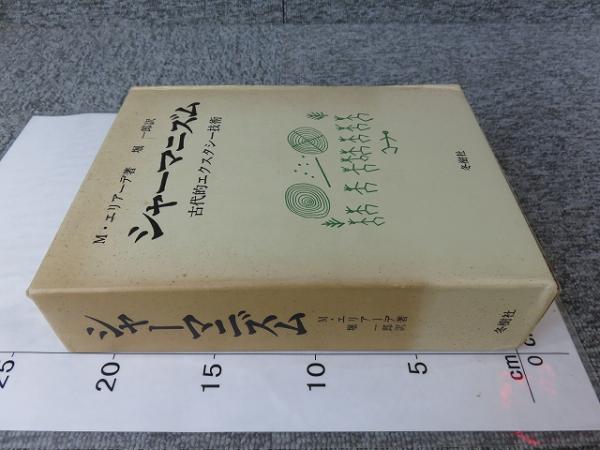 M・エリアーデ著 堀 一郎訳
シャーマニズム
古代的エクスタシー技術
冬樹社
シャーマニズム
M・エリアーデ著
堀 一郎訳
冬樹社
25
20
15
10
5
cm
0